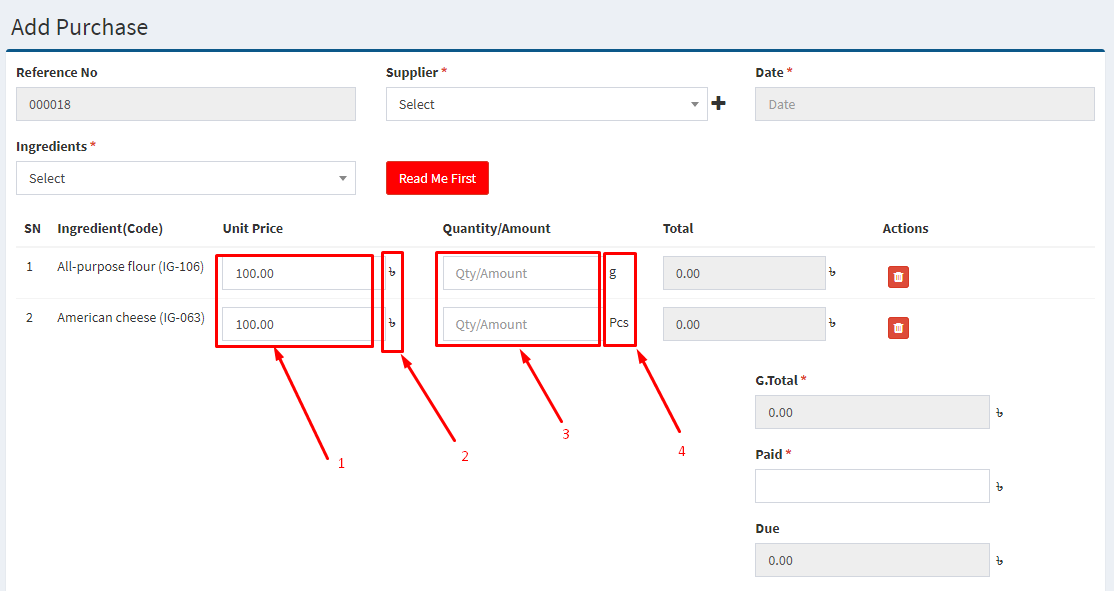 Add Purchase
Reference No Supplier * Date *
000018 Select Date
Ingredients *
Select Read Me First
SN Ingredient(Code) Unit Price Quantity/Amount Total Actions
1 All-purpose flour (IG-106) 100.00 ৳ Qty/Amount g 0.00 ৳
2 American cheese (IG-063) 100.00 ৳ Qty/Amount Pcs 0.00 ৳
G.Total *
0.00 ৳
1 2 3 4
Paid *
৳
Due
0.00 ৳